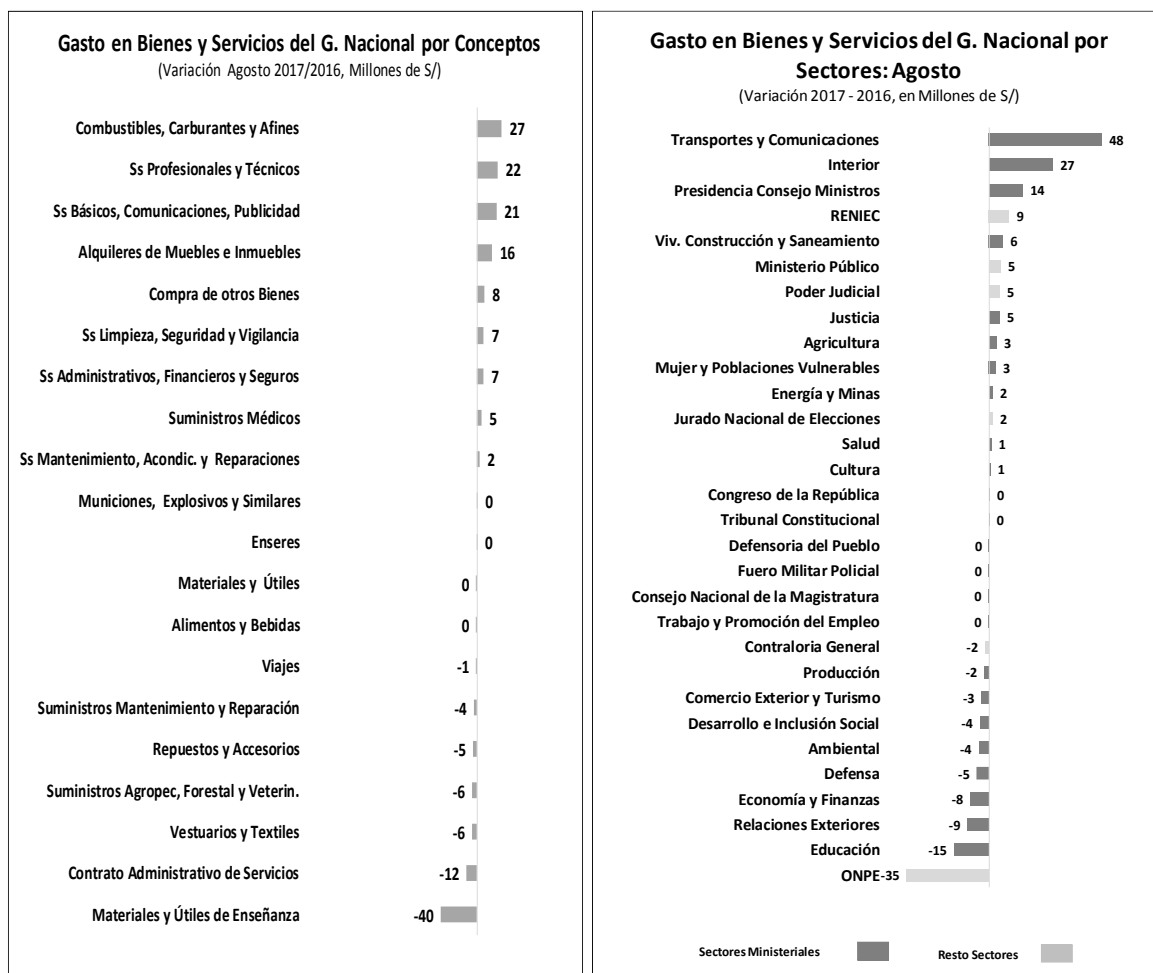 Gasto en Bienes y Servicios del G. Nacional por Conceptos
(Variación Agosto 2017/2016, Millones de S/)
Combustibles, Carburantes y Afines 27
Ss Profesionales y Técnicos 22
Ss Básicos, Comunicaciones, Publicidad 21
Alquileres de Muebles e Inmuebles 16
Compra de otros Bienes 8
Ss Limpieza, Seguridad y Vigilancia 7
Ss Administrativos, Financieros y Seguros 7
Suministros Médicos 5
Ss Mantenimiento, Acondic. y Reparaciones 2
Municiones, Explosivos y Similares 0
Enseres 0
Materiales y Útiles 0
Alimentos y Bebidas 0
Viajes -1
Suministros Mantenimiento y Reparación -4
Repuestos y Accesorios -5
Suministros Agropec, Forestal y Veterin. -6
Vestuarios y Textiles -6
Contrato Administrativo de Servicios -12
Materiales y Útiles de Enseñanza -40
Gasto en Bienes y Servicios del G. Nacional por
Sectores: Agosto
(Variación 2017 - 2016, en Millones de S/)
Transportes y Comunicaciones 48
Interior 27
Presidencia Consejo Ministros 14
RENIEC 9
Viv. Construcción y Saneamiento 6
Ministerio Público 5
Poder Judicial 5
Justicia 5
Agricultura 3
Mujer y Poblaciones Vulnerables 3
Energía y Minas 2
Jurado Nacional de Elecciones 2
Salud 1
Cultura 1
Congreso de la República 0
Tribunal Constitucional 0
Defensoria del Pueblo 0
Fuero Militar Policial 0
Consejo Nacional de la Magistratura 0
Trabajo y Promoción del Empleo 0
Contraloria General -2
Producción -2
Comercio Exterior y Turismo -3
Desarrollo e Inclusión Social -4
Ambiental -4
Defensa -5
Economía y Finanzas -8
Relaciones Exteriores -9
Educación -15
ONPE -35
Sectores Ministeriales Resto Sectores